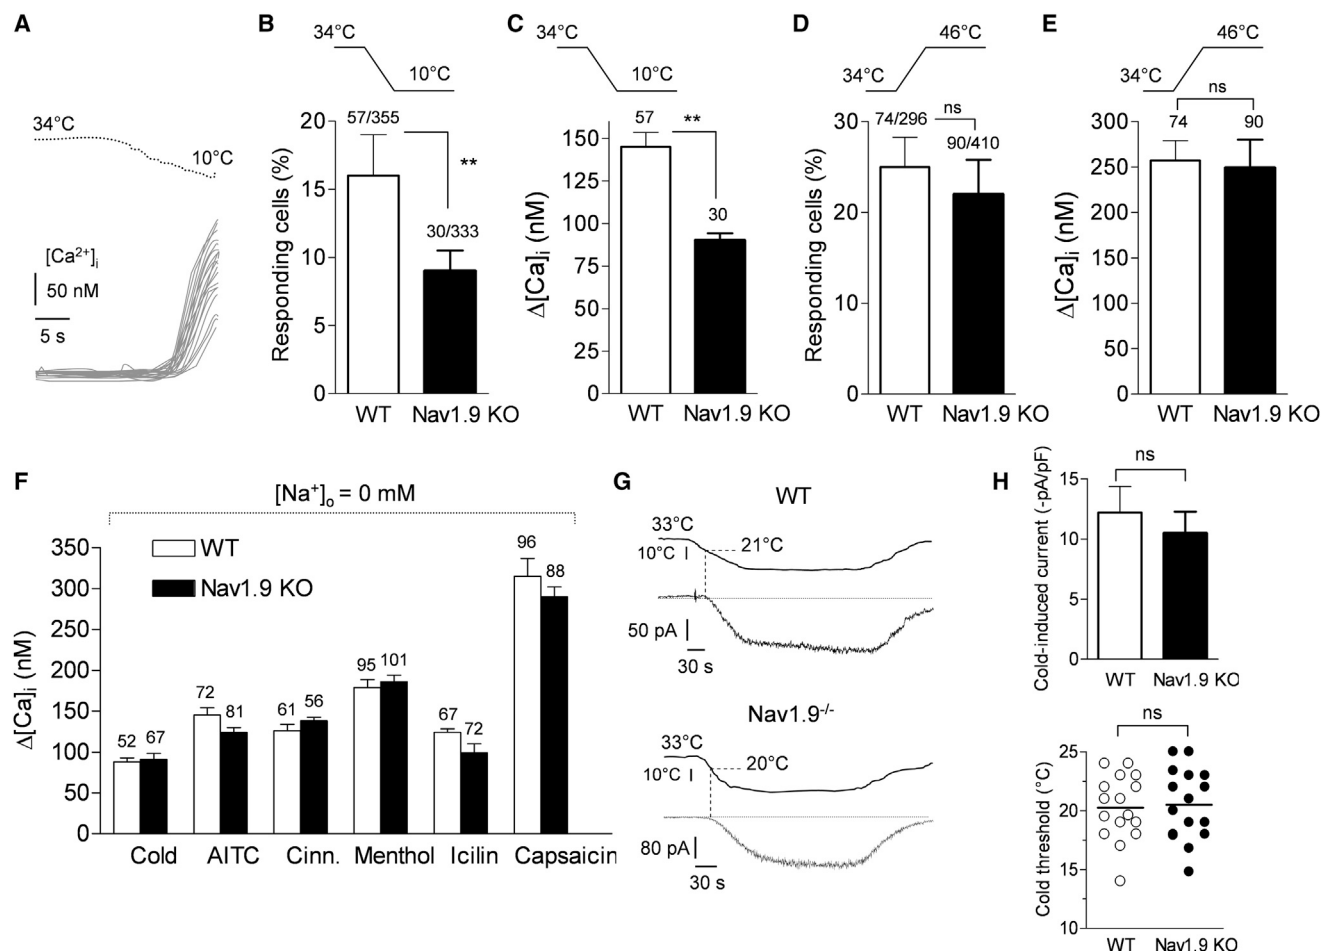 A
34°C
10°C
[Ca²⁺]ᵢ
50 nM
5 s
B
34°C
10°C
Responding cells (%)
20
15
10
5
0
57/355
**
30/333
WT
Nav1.9 KO
C
34°C
10°C
Δ[Ca]ᵢ (nM)
150
125
100
75
50
25
0
57
**
30
WT
Nav1.9 KO
D
46°C
34°C
Responding cells (%)
30
20
10
0
74/296
ns
90/410
WT
Nav1.9 KO
E
46°C
34°C
ns
Δ[Ca]ᵢ (nM)
300
250
200
150
100
50
0
74
90
WT
Nav1.9 KO
F
[Na⁺]ₒ = 0 mM
WT
Nav1.9 KO
Δ[Ca]ᵢ (nM)
350
300
250
200
150
100
50
0
52
67
72
81
61
56
95
101
67
72
96
88
Cold
AITC
Cinn.
Menthol
Icilin
Capsaicin
G
WT
33°C
10°C
21°C
50 pA
30 s
Nav1.9⁻/⁻
33°C
10°C
20°C
80 pA
30 s
H
Cold-induced current (-pA/pF)
ns
15
10
5
0
WT
Nav1.9 KO
ns
Cold threshold (°C)
25
20
15
10
WT
Nav1.9 KO